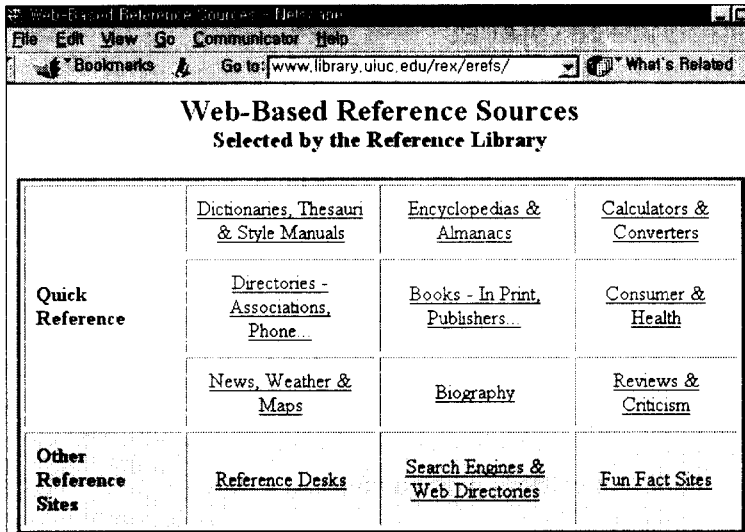 Web-Based Reference Sources - Netscape
File Edit View Go Communicator Help
Bookmarks Go to: www.library.uiuc.edu/rex/erefs/ What's Related
Web-Based Reference Sources
Selected by the Reference Library
Quick
Reference
Dictionaries, Thesauri
& Style Manuals
Encyclopedias &
Almanacs
Calculators &
Converters
Directories -
Associations,
Phone...
Books - In Print,
Publishers...
Consumer &
Health
News, Weather &
Maps
Biography
Reviews &
Criticism
Other
Reference
Sites
Reference Desks
Search Engines &
Web Directories
Fun Fact Sites